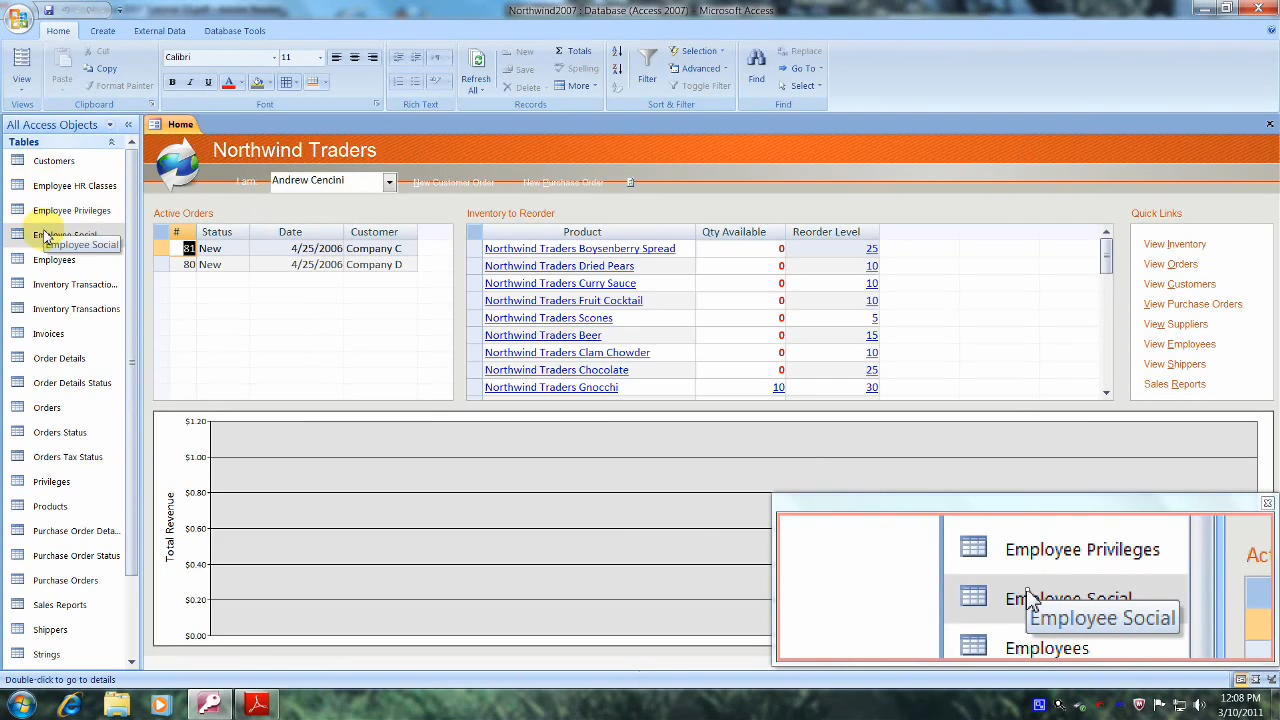 Northwind2007 : Database (Access 2007) - Microsoft Access
Home Create External Data Database Tools
View
Views
Paste
Cut
Copy
Format Painter
Clipboard
Calibri 11
B I U A
Font
Rich Text
Refresh All
New
Save
Delete
Totals
Spelling
More
Records
Filter
Selection
Advanced
Toggle Filter
Sort & Filter
Find
Replace
Go To
Select
Find
All Access Objects
Tables
Customers
Employee HR Classes
Employee Privileges
Employee Social
Employee Social
Employees
Inventory Transactio...
Inventory Transactions
Invoices
Order Details
Order Details Status
Orders
Orders Status
Orders Tax Status
Privileges
Products
Purchase Order Deta...
Purchase Order Status
Purchase Orders
Sales Reports
Shippers
Strings
Home
Northwind Traders
I am: Andrew Cencini New Customer Order New Purchase Order
Active Orders
# Status Date Customer
81 New 4/25/2006 Company C
80 New 4/25/2006 Company D
Inventory to Reorder
Product Qty Available Reorder Level
Northwind Traders Boysenberry Spread 0 25
Northwind Traders Dried Pears 0 10
Northwind Traders Curry Sauce 0 10
Northwind Traders Fruit Cocktail 0 10
Northwind Traders Scones 0 5
Northwind Traders Beer 0 15
Northwind Traders Clam Chowder 0 10
Northwind Traders Chocolate 0 25
Northwind Traders Gnocchi 10 30
Quick Links
View Inventory
View Orders
View Customers
View Purchase Orders
View Suppliers
View Employees
View Shippers
Sales Reports
Total Revenue
$1.20
$1.00
$0.80
$0.60
$0.40
$0.20
$0.00
Employee Privileges
Employee Social
Employee Social
Employees
Act
Double-click to go to details
12:08 PM
3/10/2011